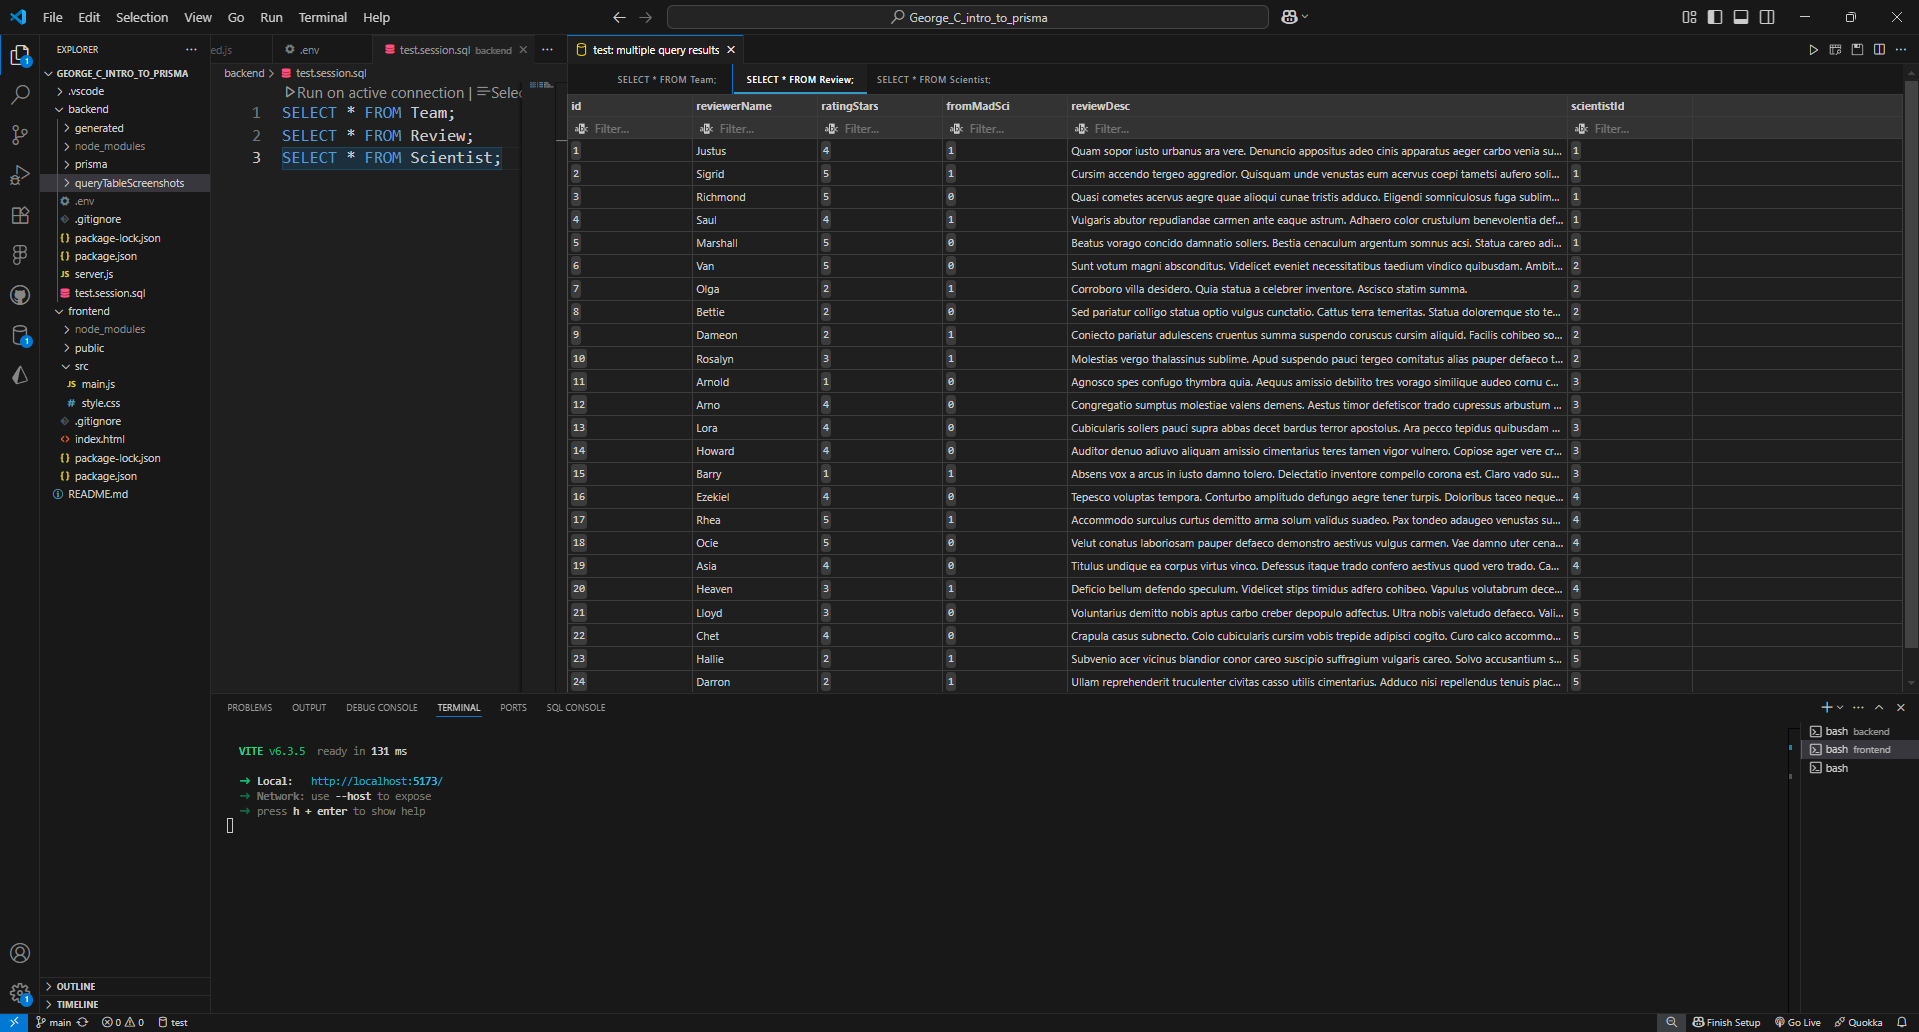 File Edit Selection View Go Run Terminal Help
George_C_intro_to_prisma
EXPLORER
GEORGE_C_INTRO_TO_PRISMA
.vscode
backend
generated
node_modules
prisma
queryTableScreenshots
.env
.gitignore
package-lock.json
package.json
server.js
test.session.sql
frontend
node_modules
public
src
main.js
style.css
.gitignore
index.html
package-lock.json
package.json
README.md
OUTLINE
TIMELINE
ed.js .env test.session.sql backend
backend > test.session.sql
Run on active connection | Selec
1 SELECT * FROM Team;
2 SELECT * FROM Review;
3 SELECT * FROM Scientist;
test: multiple query results
SELECT * FROM Team; SELECT * FROM Review; SELECT * FROM Scientist;
id reviewerName ratingStars fromMadSci reviewDesc scientistId
Filter... Filter... Filter... Filter... Filter... Filter...
1 Justus 4 1 Quam sopor iusto urbanus ara vere. Denuncio appositus adeo cinis apparatus aeger carbo venia su... 1
2 Sigrid 5 1 Cursim accendo tergeo aggredior. Quisquam unde venustas eum acervus coepi tametsi aufero soli... 1
3 Richmond 5 0 Quasi cometes acervus aegre quae alioqui cunae tristis adduco. Eligendi somniculosus fuga sublim... 1
4 Saul 4 1 Vulgaris abutor repudiandae carmen ante eaque astrum. Adhaero color crustulum benevolentia def... 1
5 Marshall 5 0 Beatus vorago concido damnatio sollers. Bestia cenaculum argentum somnus acsi. Statua careo adi... 1
6 Van 5 0 Sunt votum magni absconditus. Videlicet eveniet necessitatibus taedium vindico quibusdam. Ambit... 2
7 Olga 2 1 Corroboro villa desidero. Quia statua a celebrer inventore. Ascisco statim summa. 2
8 Bettie 2 0 Sed pariatur colligo statua optio vulgus cunctatio. Cattus terra temeritas. Statua doloremque sto te... 2
9 Dameon 2 1 Coniecto pariatur adulescens cruentus summa suspendo coruscus cursim aliquid. Facilis cohibeo so... 2
10 Rosalyn 3 1 Molestias vergo thalassinus sublime. Apud suspendo pauci tergeo comitatus alias pauper defaeco t... 2
11 Arnold 1 0 Agnosco spes confugo thymbra quia. Aequus amissio debilito tres vorago similique audeo cornu c... 3
12 Arno 4 0 Congregatio sumptus molestiae valens demens. Aestus timor defetiscor trado cupressus arbustum ... 3
13 Lora 4 0 Cubicularis sollers pauci supra abbas decet bardus terror apostolus. Ara pecco tepidus quibusdam ... 3
14 Howard 4 0 Auditor denuo adiuvo aliquam amissio cimentarius teres tamen vigor vulnero. Copiose ager vere cr... 3
15 Barry 1 1 Absens vox a arcus in iusto damno tolero. Delectatio inventore compello corona est. Claro vado su... 3
16 Ezekiel 4 0 Tepesco voluptas tempora. Conturbo amplitudo defungo aegre tener turpis. Doloribus taceo neque... 4
17 Rhea 5 1 Accommodo surculus curtus demitto arma solum validus suadeo. Pax tondeo adaugeo venustas su... 4
18 Ocie 5 0 Velut conatus laboriosam pauper defaeco demonstro aestivus vulgus carmen. Vae damno uter cena... 4
19 Asia 4 0 Titulus undique ea corpus virtus vinco. Defessus itaque trado confero aestivus quod vero trado. Ca... 4
20 Heaven 3 1 Deficio bellum defendo speculum. Videlicet stips timidus adfero cohibeo. Vapulus volutabrum dece... 4
21 Lloyd 3 0 Voluntarius demitto nobis aptus carbo creber depopulo adfectus. Ultra nobis valetudo defaeco. Vali... 5
22 Chet 4 0 Crapula casus subnecto. Colo cubicularis cursim vobis trepide adipisci cogito. Curo calco accommo... 5
23 Hallie 2 1 Subvenio acer vicinus blandior conor careo suscipio suffragium vulgaris careo. Solvo accusantium s... 5
24 Darron 2 1 Ullam reprehenderit truculenter civitas casso utilis cimentarius. Adduco nisi repellendus tenuis plac... 5
PROBLEMS OUTPUT DEBUG CONSOLE TERMINAL PORTS SQL CONSOLE
VITE v6.3.5 ready in 131 ms
➜ Local: http://localhost:5173/
➜ Network: use --host to expose
➜ press h + enter to show help
bash backend
bash frontend
bash
main 0 0 test
Finish Setup Go Live Quokka